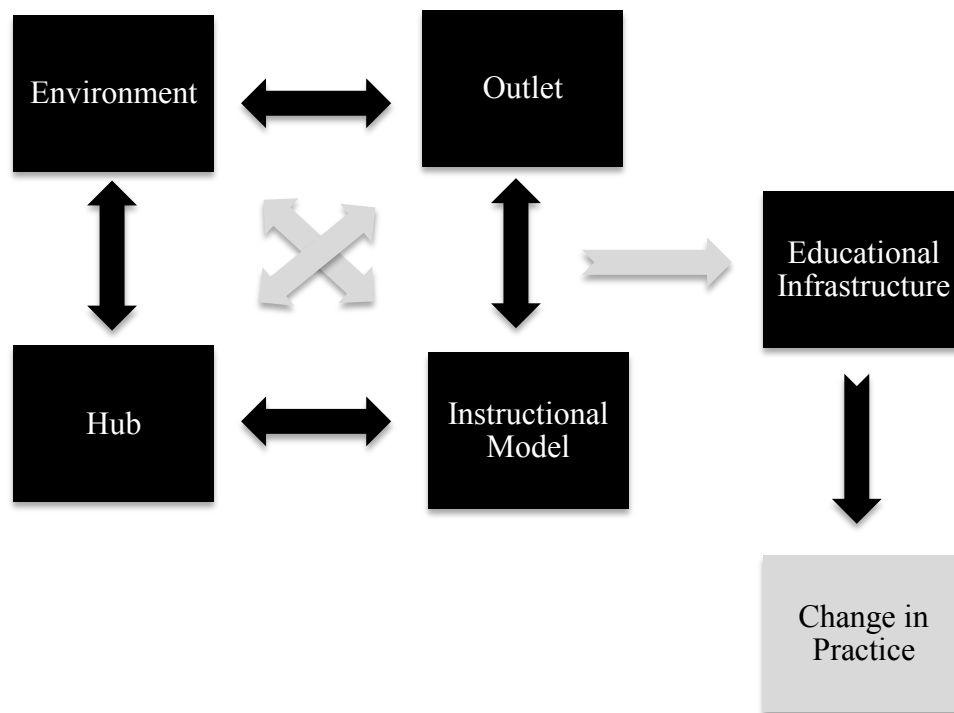 Environment
Outlet
Educational
Infrastructure
Hub
Instructional
Model
Change in
Practice